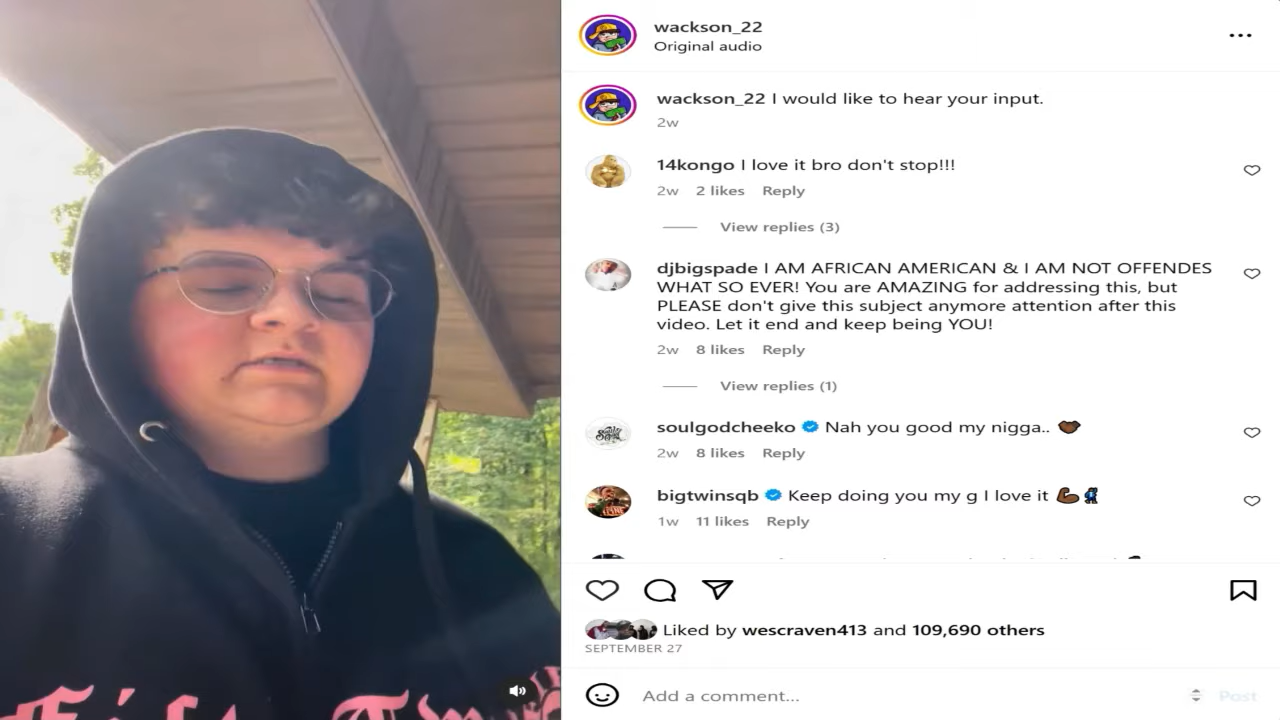 wackson_22
Original audio
wackson_22 I would like to hear your input.
2w
14kongo I love it bro don't stop!!!
2w 2 likes Reply
View replies (3)
djbigspade I AM AFRICAN AMERICAN & I AM NOT OFFENDES
WHAT SO EVER! You are AMAZING for addressing this, but
PLEASE don't give this subject anymore attention after this
video. Let it end and keep being YOU!
2w 8 likes Reply
View replies (1)
soulgodcheeko Nah you good my nigga.. 🤝🏿
2w 8 likes Reply
bigtwinsqb Keep doing you my g I love it 💪🏿
1w 11 likes Reply
Liked by wescraven413 and 109,690 others
SEPTEMBER 27
Add a comment...
Post